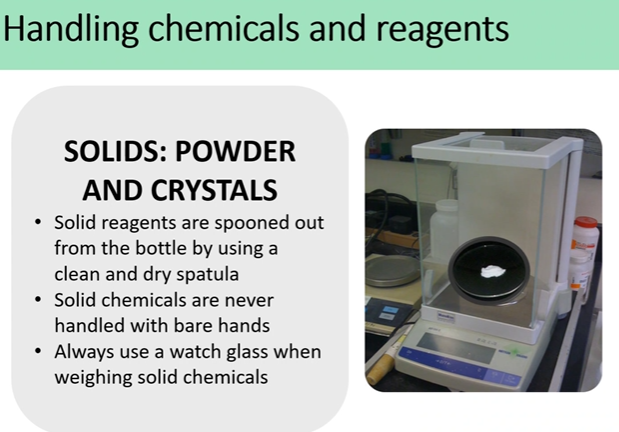 Handling chemicals and reagents
SOLIDS: POWDER
AND CRYSTALS
• Solid reagents are spooned out
from the bottle by using a
clean and dry spatula
• Solid chemicals are never
handled with bare hands
• Always use a watch glass when
weighing solid chemicals